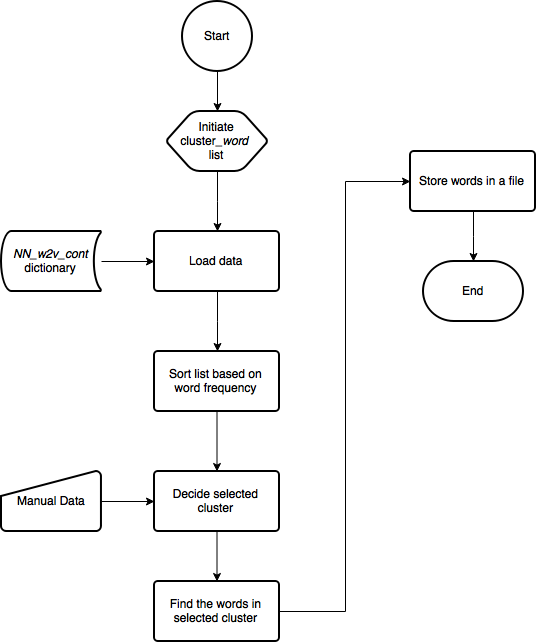 Start
Initiate
cluster_word
list
NN_w2v_cont
dictionary
Load data
Sort list based on
word frequency
Manual Data
Decide selected
cluster
Find the words in
selected cluster
Store words in a file
End